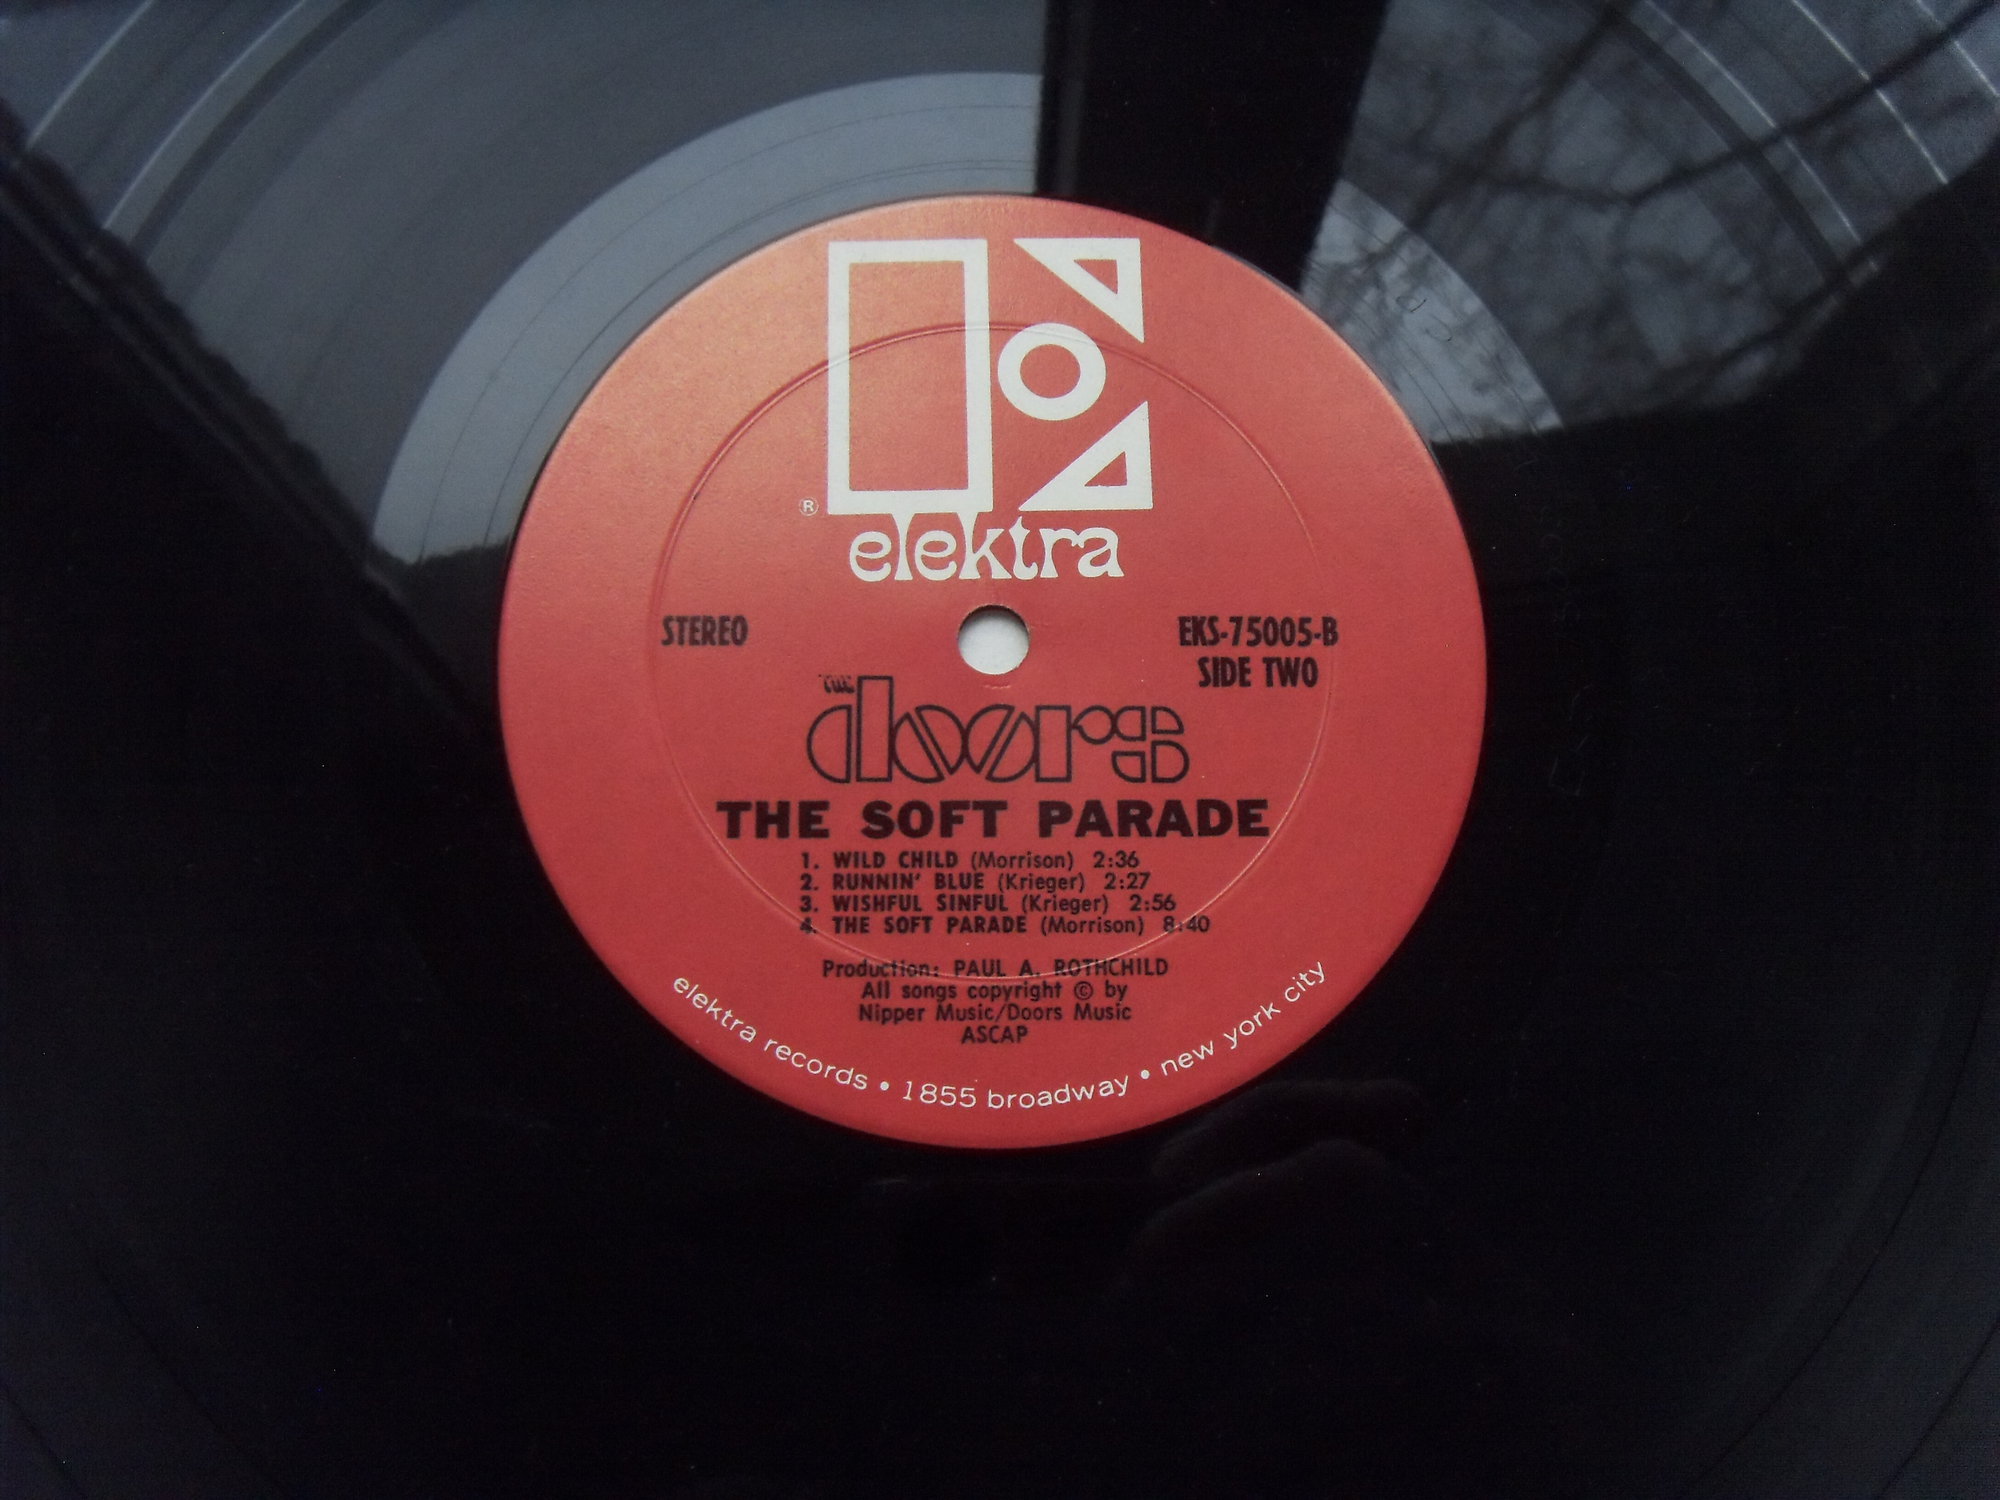 ®
elektra
STEREO
EKS-75005-B
SIDE TWO
THE
doors
THE SOFT PARADE
1. WILD CHILD (Morrison) 2:36
2. RUNNIN' BLUE (Krieger) 2:27
3. WISHFUL SINFUL (Krieger) 2:56
4. THE SOFT PARADE (Morrison) 8:40
Production: PAUL A. ROTHCHILD
All songs copyright © by
Nipper Music/Doors Music
ASCAP
elektra records • 1855 broadway • new york city